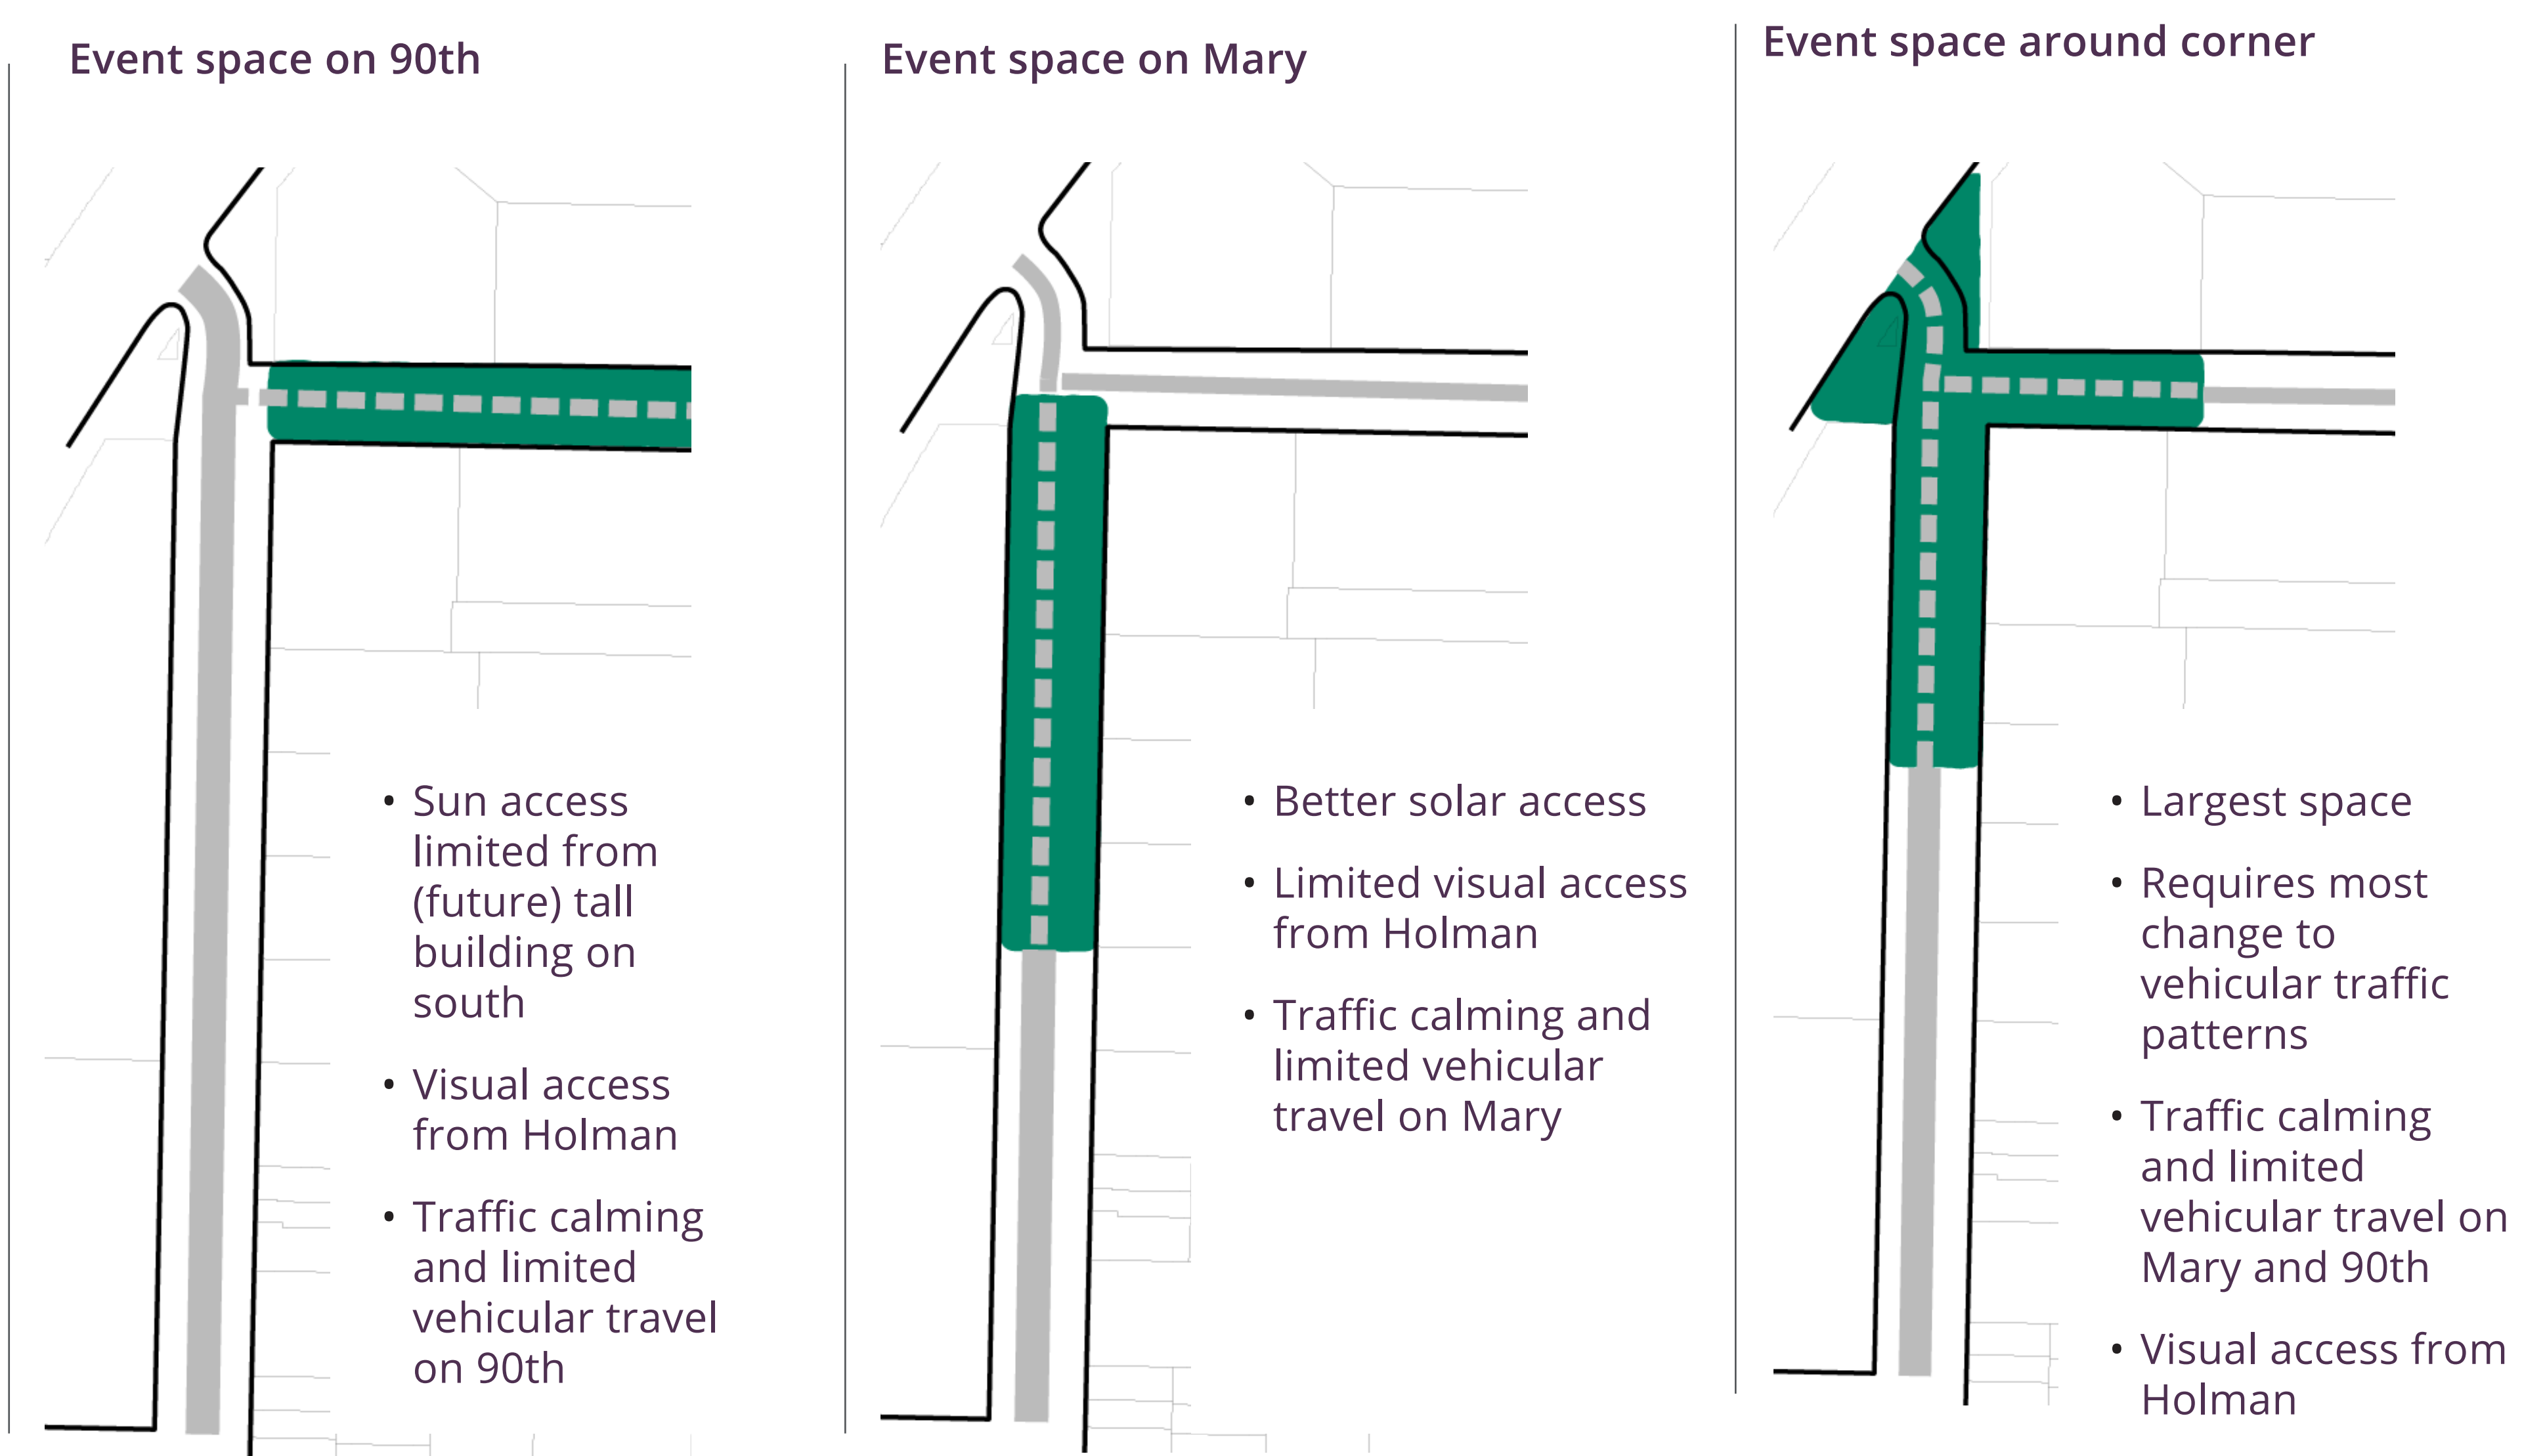 Event space on 90th
• Sun access
limited from
(future) tall
building on
south
• Visual access
from Holman
• Traffic calming
and limited
vehicular travel
on 90th
Event space on Mary
• Better solar access
• Limited visual access
from Holman
• Traffic calming and
limited vehicular
travel on Mary
Event space around corner
• Largest space
• Requires most
change to
vehicular traffic
patterns
• Traffic calming
and limited
vehicular travel on
Mary and 90th
• Visual access from
Holman